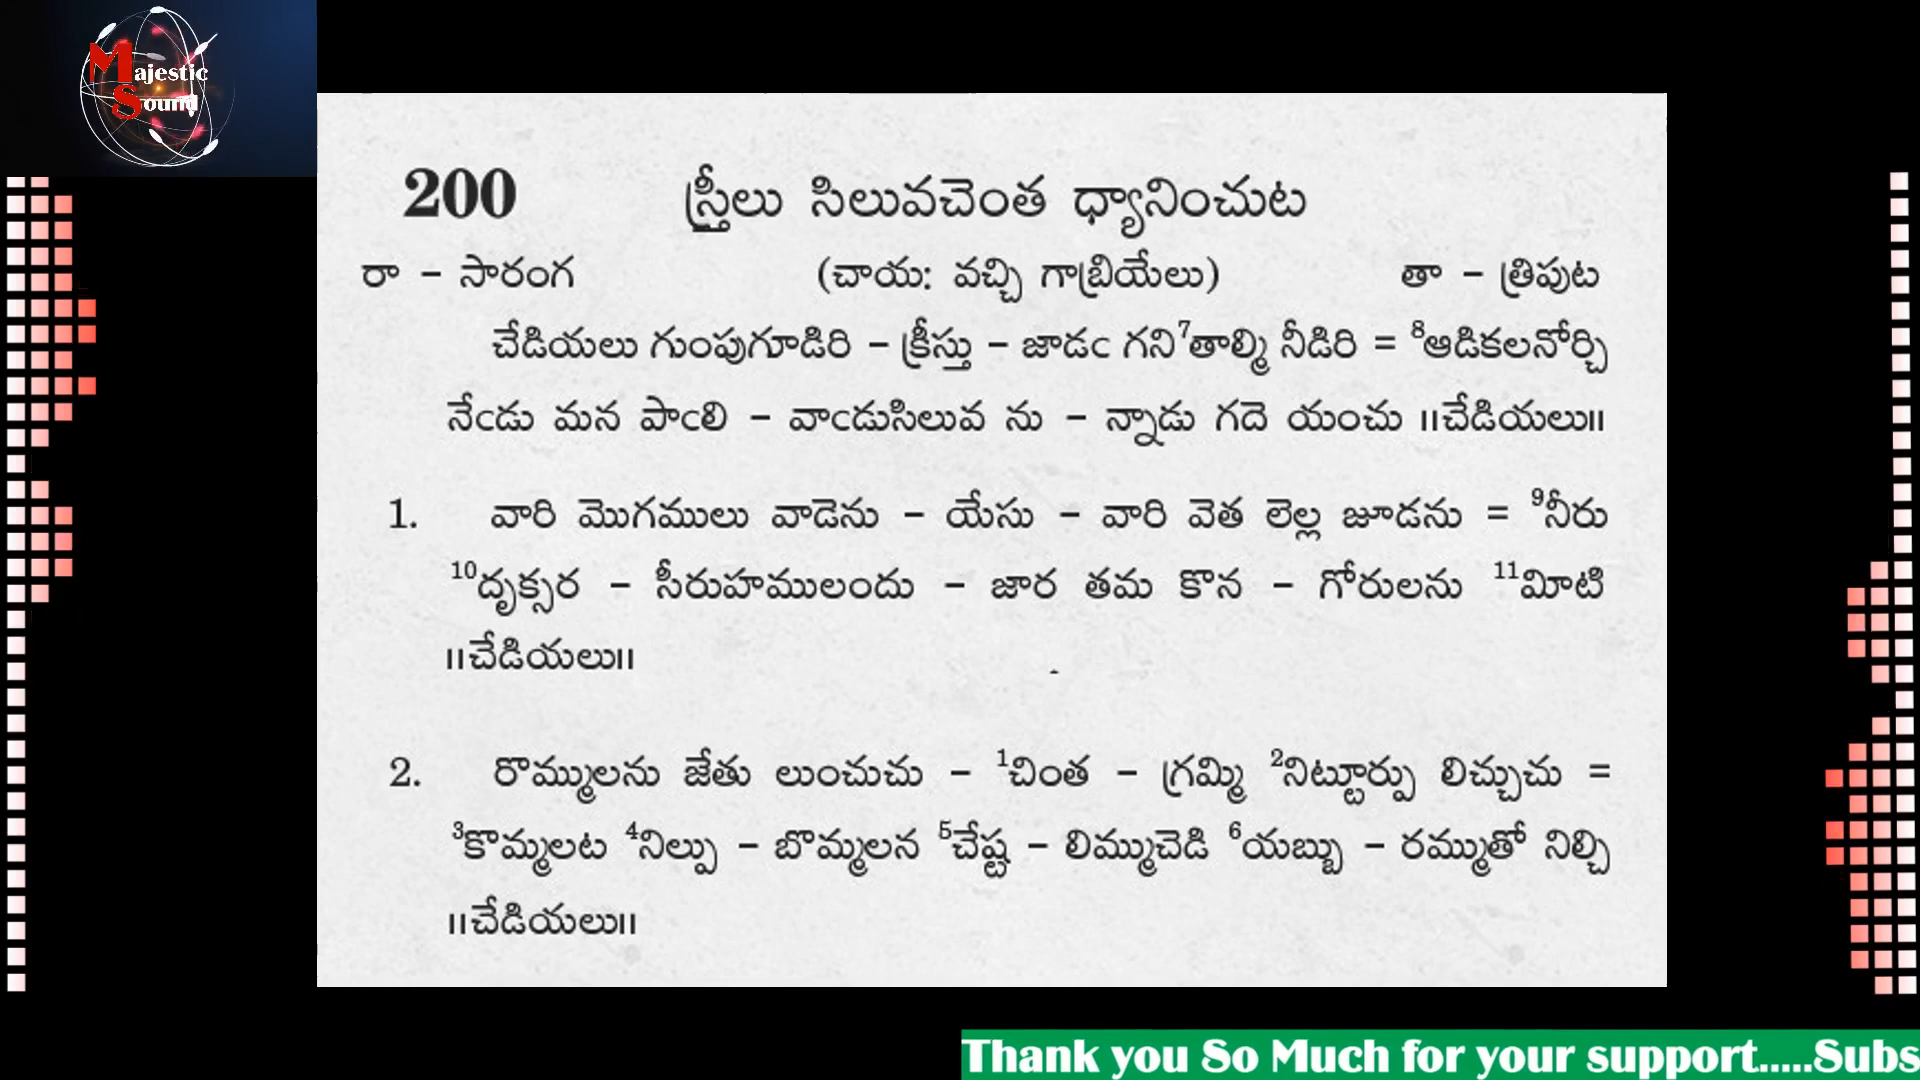 Majestic
Sound
200 స్త్రీలు సిలువచెంత ధ్యానించుట
రా – సారంగ (చాయ: వచ్చి గాబ్రియేలు) తా – త్రిపుట
చేడియలు గుంపుగూడిరి – క్రీస్తు – జాడఁ గని⁷తాల్మి నీడిరి = ⁸ఆడికలనోర్చి
నేఁడు మన పాఁలి – వాఁడుసిలువ ను – న్నాడు గదె యంచు ॥చేడియలు॥
1. వారి మొగములు వాడెను – యేసు – వారి వెత లెల్ల జూడను = ⁹నీరు
¹⁰దృక్సర – సీరుహములందు – జార తమ కొన – గోరులను ¹¹మీటి
॥చేడియలు॥
2. రొమ్ములను జేతు లుంచుచు – ¹చింత – గ్రమ్మి ²నిట్టూర్పు లిచ్చుచు =
³కొమ్మలట ⁴నిల్పు – బొమ్మలన ⁵చేష్ట – లిమ్ముచెడి ⁶యబ్బు – రమ్ముతో నిల్చి
॥చేడియలు॥
Thank you So Much for your support.....Subs